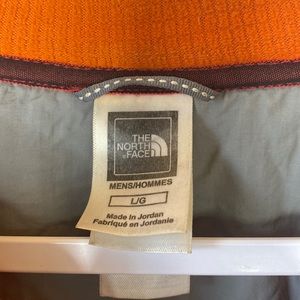 THE
NORTH
FACE
MENS/HOMMES
L/G
Made in Jordan
Fabriqué en Jordanie